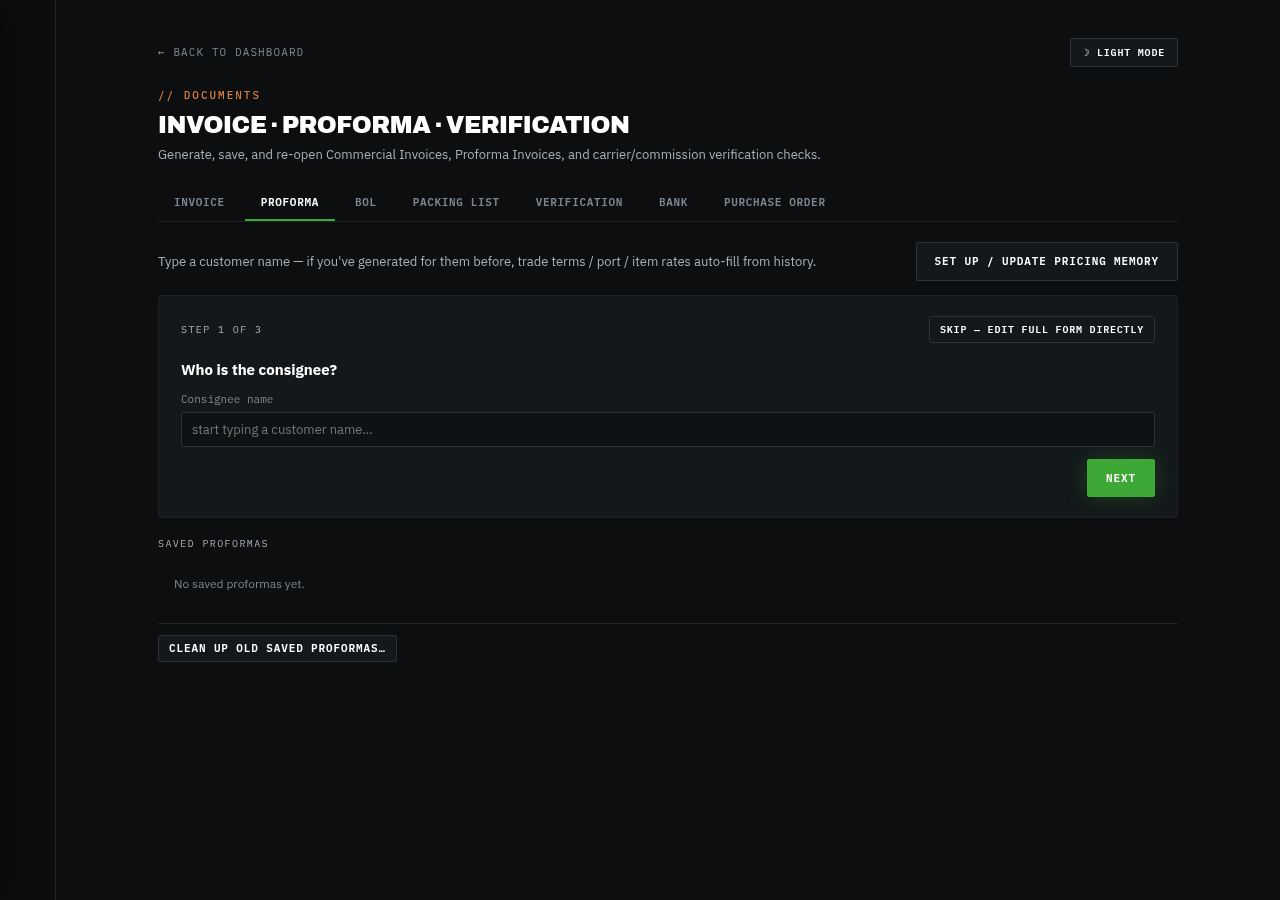 ← BACK TO DASHBOARD
☽ LIGHT MODE
// DOCUMENTS
INVOICE · PROFORMA · VERIFICATION
Generate, save, and re-open Commercial Invoices, Proforma Invoices, and carrier/commission verification checks.
INVOICE PROFORMA BOL PACKING LIST VERIFICATION BANK PURCHASE ORDER
Type a customer name — if you've generated for them before, trade terms / port / item rates auto-fill from history.
SET UP / UPDATE PRICING MEMORY
STEP 1 OF 3
SKIP — EDIT FULL FORM DIRECTLY
Who is the consignee?
Consignee name
start typing a customer name...
NEXT
SAVED PROFORMAS
No saved proformas yet.
CLEAN UP OLD SAVED PROFORMAS…